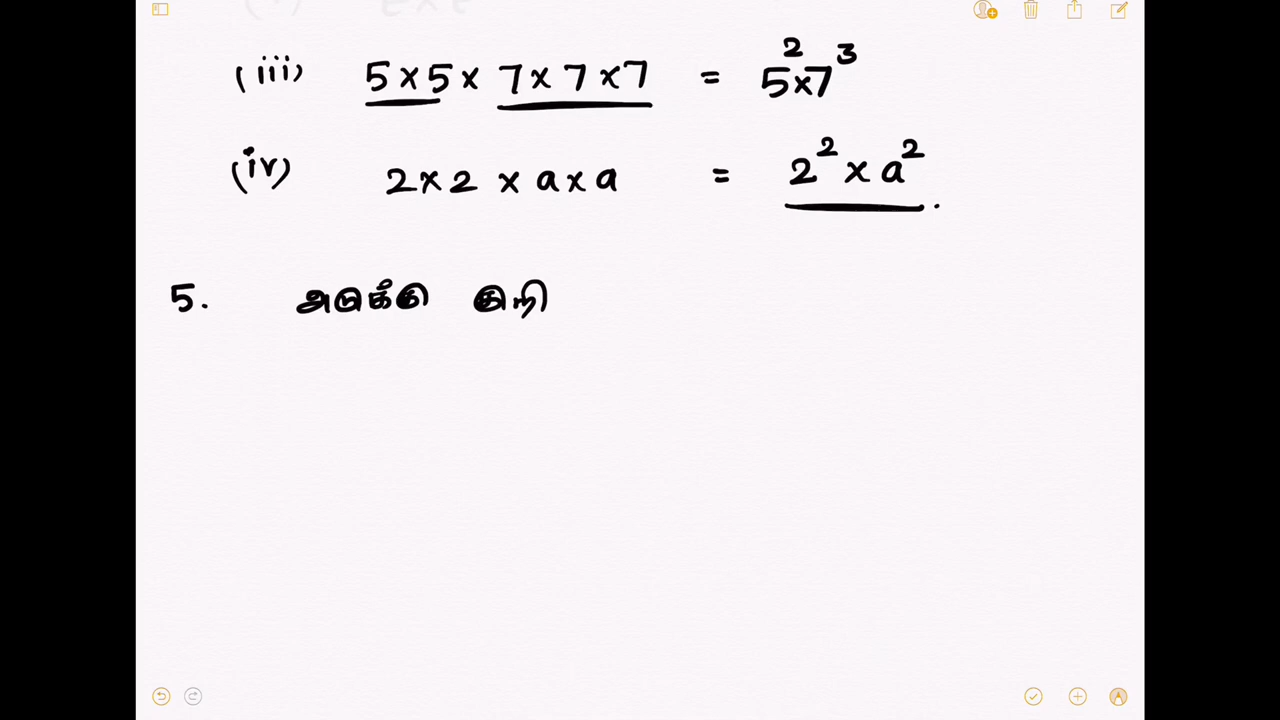 (iii) 5×5× 7×7×7 = 5²×7³
(iv) 2×2 × a×a = 2² × a² .
5. அடுக்கு குறி